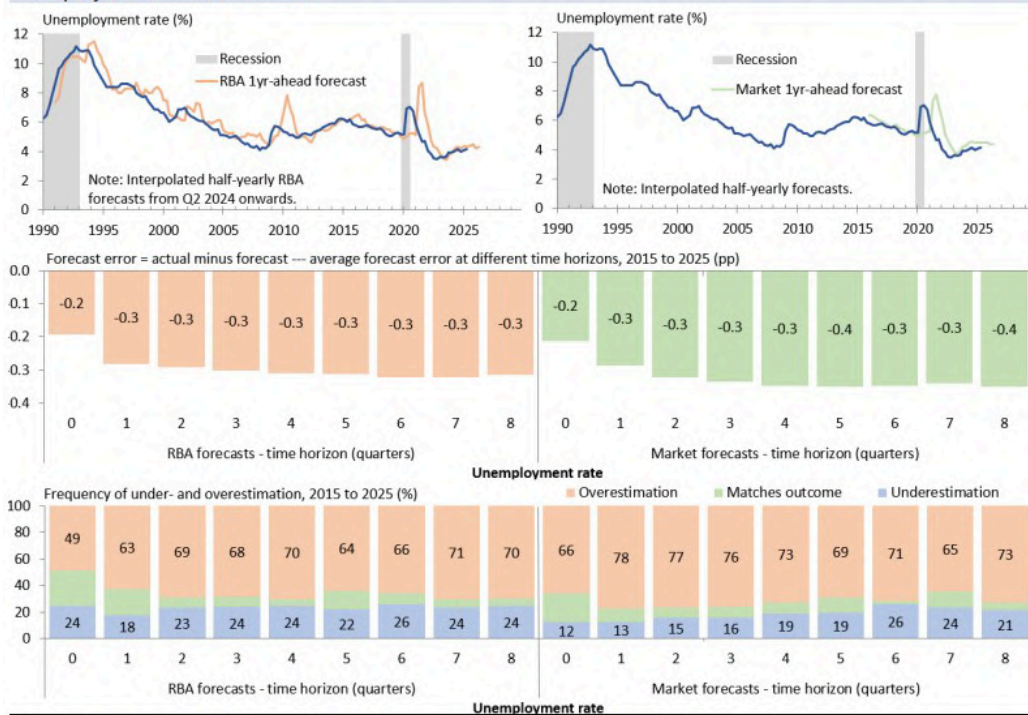 Unemployment rate (%)
12
10
8
6
4
2
0
Recession
RBA 1yr-ahead forecast
Note: Interpolated half-yearly RBA
forecasts from Q2 2024 onwards.
1990 1995 2000 2005 2010 2015 2020 2025
Unemployment rate (%)
12
10
8
6
4
2
0
Recession
Market 1yr-ahead forecast
Note: Interpolated half-yearly forecasts.
1990 1995 2000 2005 2010 2015 2020 2025
Forecast error = actual minus forecast --- average forecast error at different time horizons, 2015 to 2025 (pp)
0.0
0.1
0.2
0.3
0.4
-0.2 -0.3 -0.3 -0.3 -0.3 -0.3 -0.3 -0.3 -0.3
0 1 2 3 4 5 6 7 8
RBA forecasts - time horizon (quarters)
-0.2 -0.3 -0.3 -0.3 -0.3 -0.4 -0.3 -0.3 -0.4
0 1 2 3 4 5 6 7 8
Market forecasts - time horizon (quarters)
Unemployment rate
Frequency of under- and overestimation, 2015 to 2025 (%)
Overestimation Matches outcome Underestimation
100
80
60
40
20
0
49 63 69 68 70 64 66 71 70
24 18 23 24 24 22 26 24 24
0 1 2 3 4 5 6 7 8
RBA forecasts - time horizon (quarters)
66 78 77 76 73 69 71 65 73
12 13 15 16 19 19 26 24 21
0 1 2 3 4 5 6 7 8
Market forecasts - time horizon (quarters)
Unemployment rate